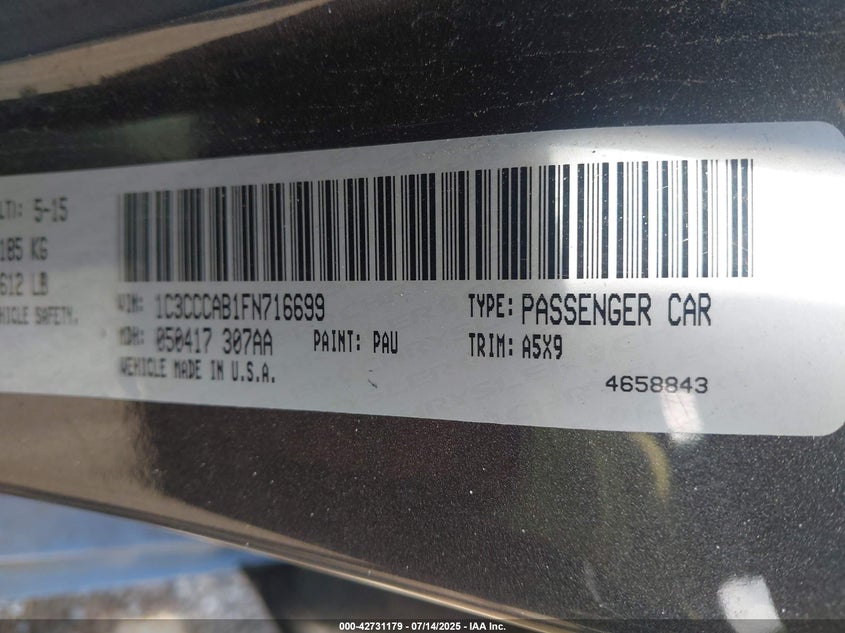 LT): 5-15
185 KG
612 LB
HICLE SAFETY.
VIN: 1C3CCCAB1FN716699
TYPE: PASSENGER CAR
MDH: 050417 307AA
PAINT: PAU
TRIM: A5X9
VEHICLE MADE IN U.S.A.
4658843
000-42731179 - 07/14/2025 - IAA Inc.